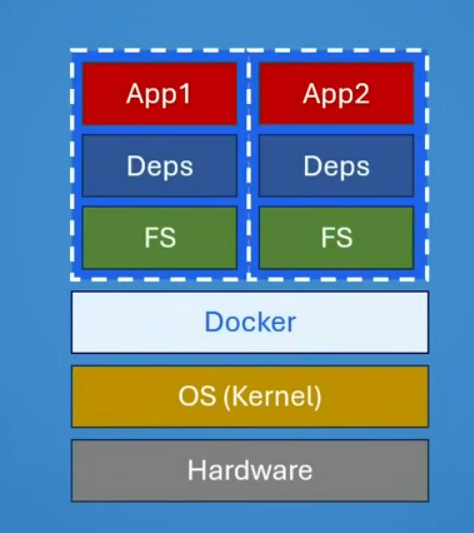 App1 App2
Deps Deps
FS FS
Docker
OS (Kernel)
Hardware